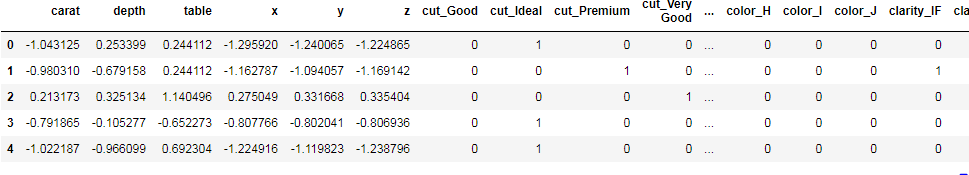 carat depth table x y z cut_Good cut_Ideal cut_Premium cut_Very Good ... color_H color_I color_J clarity_IF cla
0 -1.043125 0.253399 0.244112 -1.295920 -1.240065 -1.224865 0 1 0 0 ... 0 0 0 0
1 -0.980310 -0.679158 0.244112 -1.162787 -1.094057 -1.169142 0 0 1 0 ... 0 0 0 1
2 0.213173 0.325134 1.140496 0.275049 0.331668 0.335404 0 0 0 1 ... 0 0 0 0
3 -0.791865 -0.105277 -0.652273 -0.807766 -0.802041 -0.806936 0 1 0 0 ... 0 0 0 0
4 -1.022187 -0.966099 0.692304 -1.224916 -1.119823 -1.238796 0 1 0 0 ... 0 0 0 0